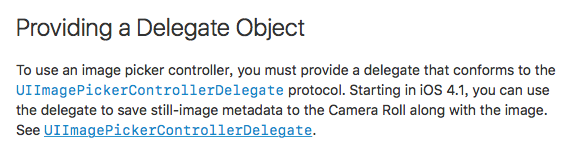 Providing a Delegate Object
To use an image picker controller, you must provide a delegate that conforms to the
UIImagePickerControllerDelegate protocol. Starting in iOS 4.1, you can use
the delegate to save still-image metadata to the Camera Roll along with the image.
See UIImagePickerControllerDelegate.